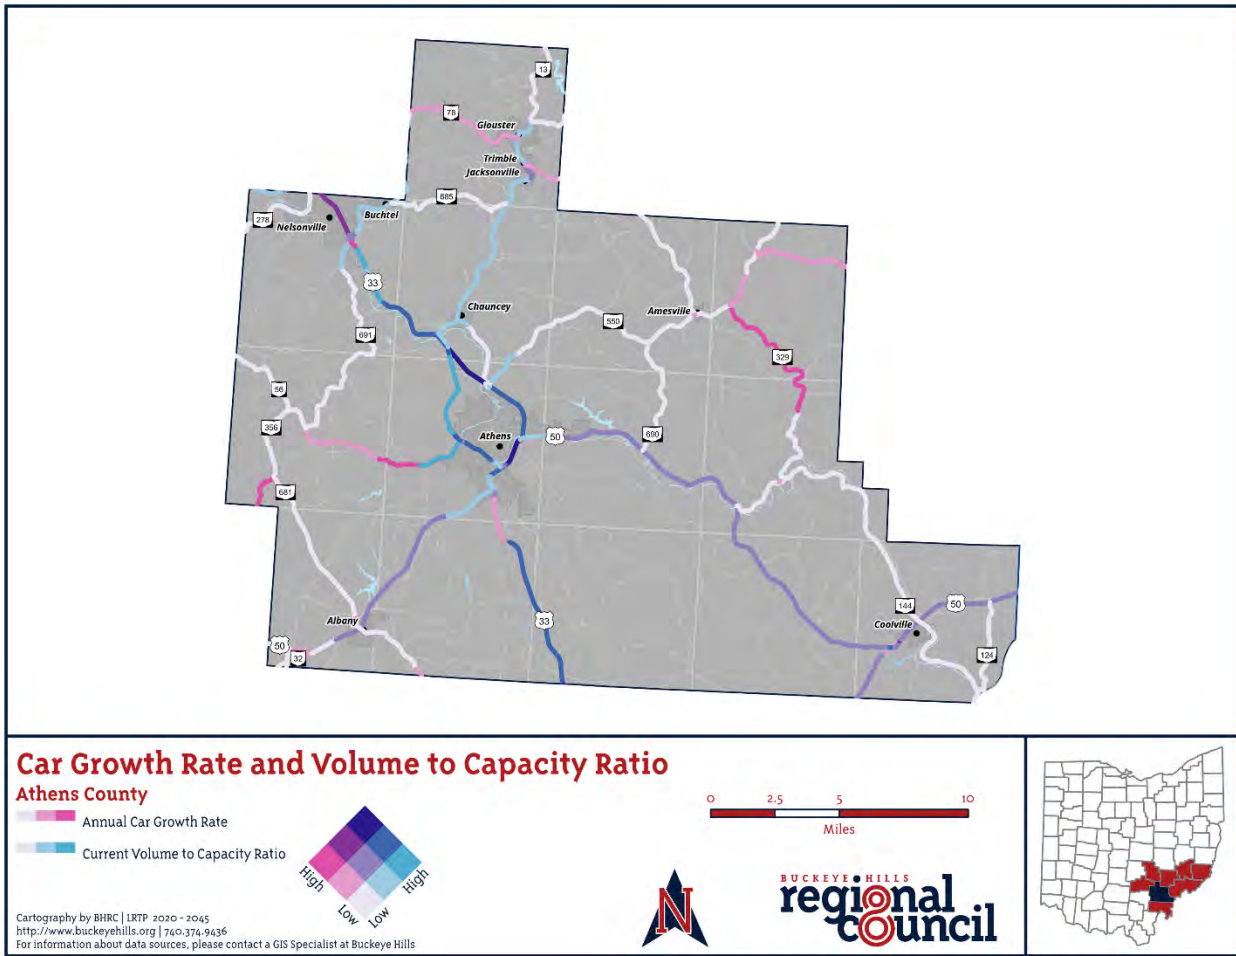 13
78
Glouster
Trimble
Jacksonville
685
278
Buchtel
Nelsonville
33
Chauncey
550
Amesville
691
329
56
356
Athens
50
690
681
144
50
Albany
33
Coolville
50
32
124
Car Growth Rate and Volume to Capacity Ratio
Athens County
Annual Car Growth Rate
Current Volume to Capacity Ratio
High
Low
Low
High
0 2.5 5 10
Miles
N
BUCKEYE HILLS
regional
council
Cartography by BHRC | LRTP 2020 - 2045
http://www.buckeyehills.org | 740.374.9436
For information about data sources, please contact a GIS Specialist at Buckeye Hills